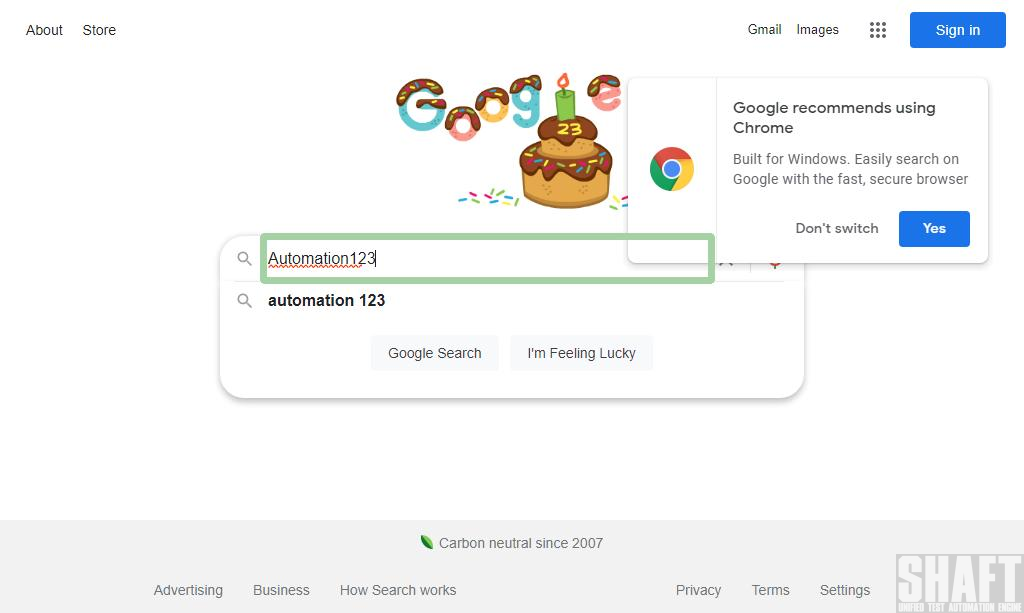 About Store
Gmail Images Sign in
Google
23
Google recommends using
Chrome
Built for Windows. Easily search on
Google with the fast, secure browser
Don't switch Yes
Automation123
automation 123
Google Search I'm Feeling Lucky
Carbon neutral since 2007
Advertising Business How Search works
Privacy Terms Settings
SHAFT
UNIFIED TEST AUTOMATION ENGINE